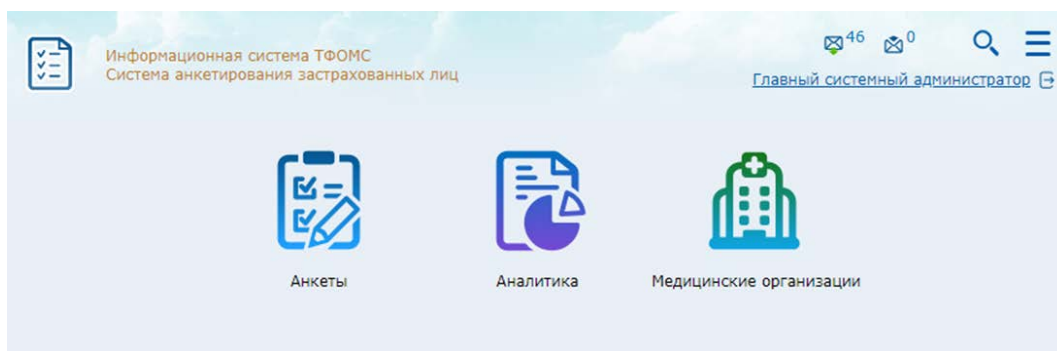 Информационная система ТФОМС
Система анкетирования застрахованных лиц
46 0
Главный системный администратор
Анкеты Аналитика Медицинские организации